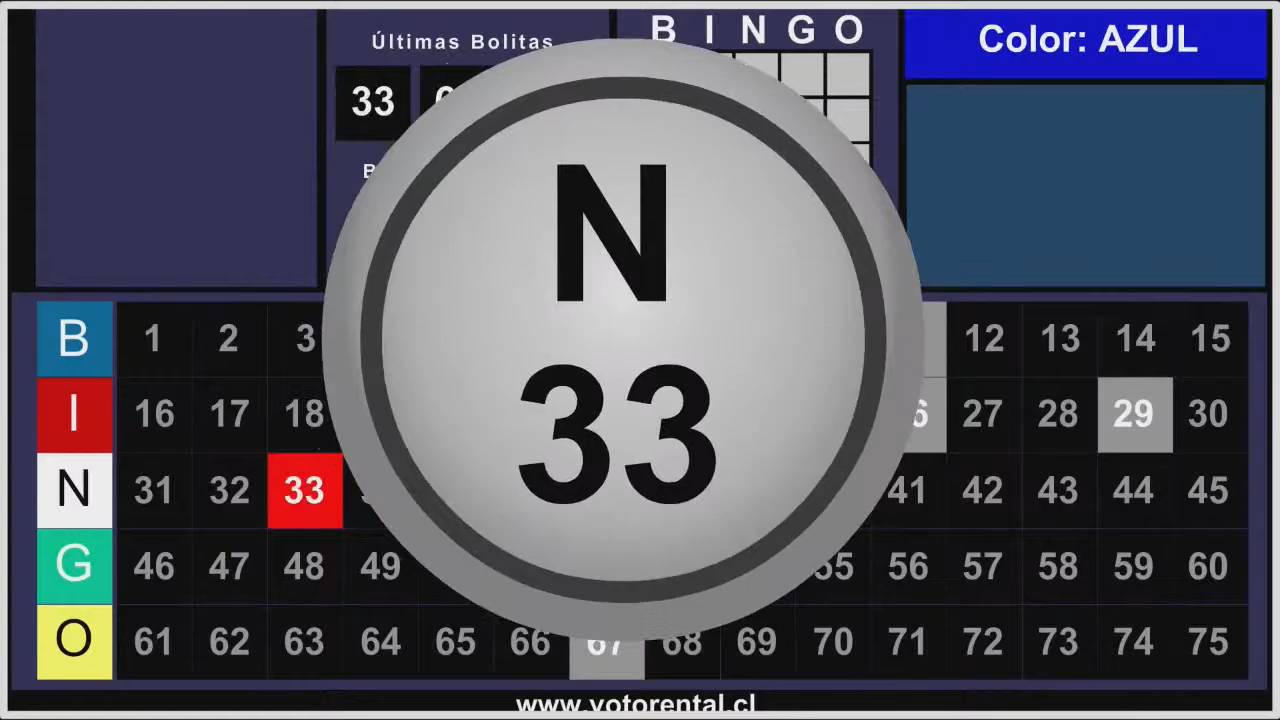 Últimas Bolitas
B I N G O
Color: AZUL
33
N
33
B 1 2 3 12 13 14 15
I 16 17 18 27 28 29 30
N 31 32 33 41 42 43 44 45
G 46 47 48 49 55 56 57 58 59 60
O 61 62 63 64 65 66 67 68 69 70 71 72 73 74 75
www.votorental.cl